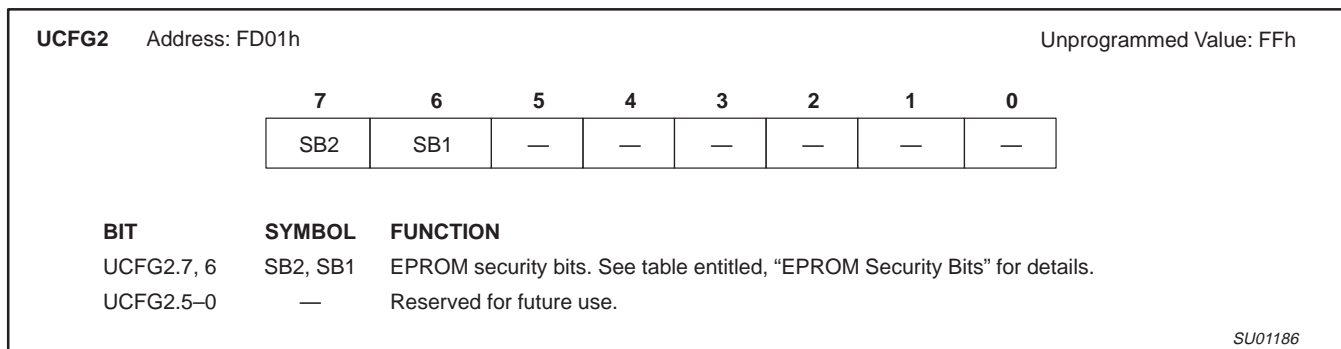 UCFG2 Address: FD01h Unprogrammed Value: FFh
7 6 5 4 3 2 1 0
SB2 SB1 — — — — — —
BIT SYMBOL FUNCTION
UCFG2.7, 6 SB2, SB1 EPROM security bits. See table entitled, “EPROM Security Bits” for details.
UCFG2.5–0 — Reserved for future use.
SU01186